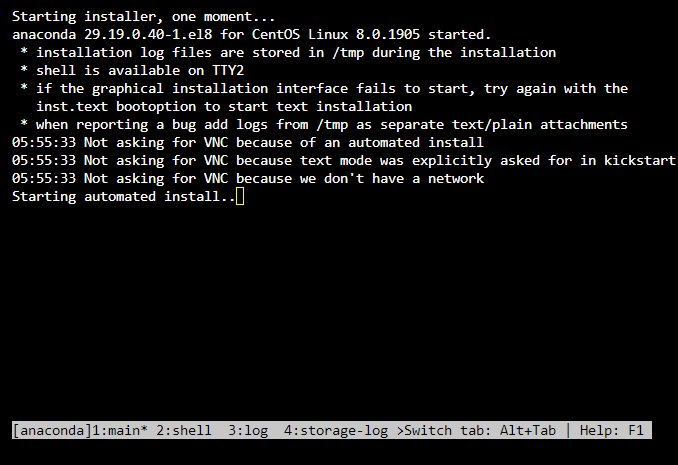 Starting installer, one moment...
anaconda 29.19.0.40-1.el8 for CentOS Linux 8.0.1905 started.
 * installation log files are stored in /tmp during the installation
 * shell is available on TTY2
 * if the graphical installation interface fails to start, try again with the
   inst.text bootoption to start text installation
 * when reporting a bug add logs from /tmp as separate text/plain attachments
05:55:33 Not asking for VNC because of an automated install
05:55:33 Not asking for VNC because text mode was explicitly asked for in kickstart
05:55:33 Not asking for VNC because we don't have a network
Starting automated install..
[anaconda]1:main* 2:shell  3:log  4:storage-log >Switch tab: Alt+Tab | Help: F1